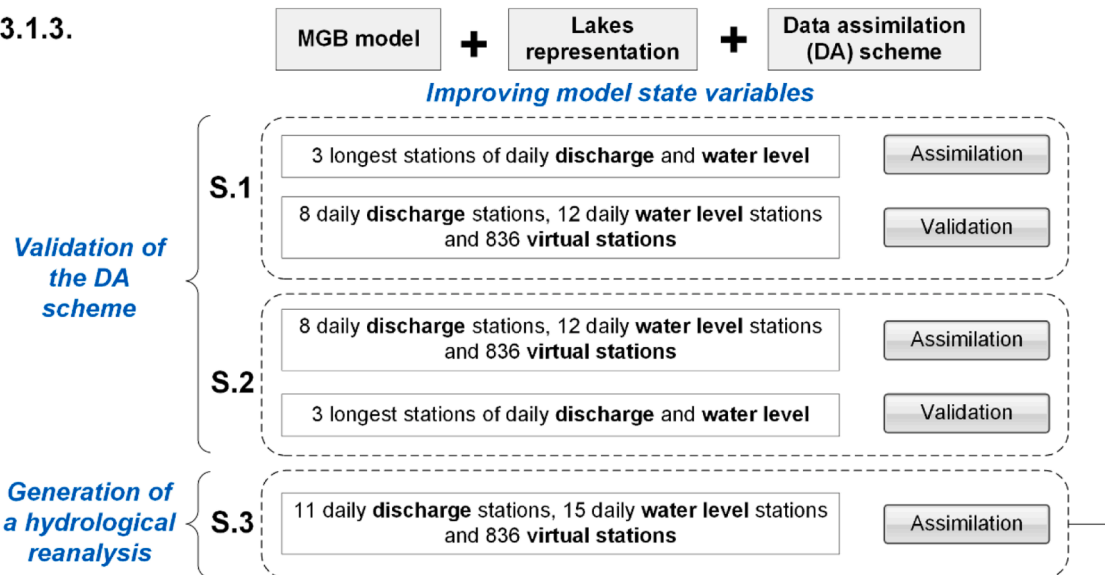 3.1.3.
MGB model
+
Lakes
representation
+
Data assimilation
(DA) scheme
Improving model state variables
Validation of
the DA
scheme
S.1
3 longest stations of daily discharge and water level
Assimilation
8 daily discharge stations, 12 daily water level stations
and 836 virtual stations
Validation
S.2
8 daily discharge stations, 12 daily water level stations
and 836 virtual stations
Assimilation
3 longest stations of daily discharge and water level
Validation
Generation of
a hydrological
reanalysis
S.3
11 daily discharge stations, 15 daily water level stations
and 836 virtual stations
Assimilation